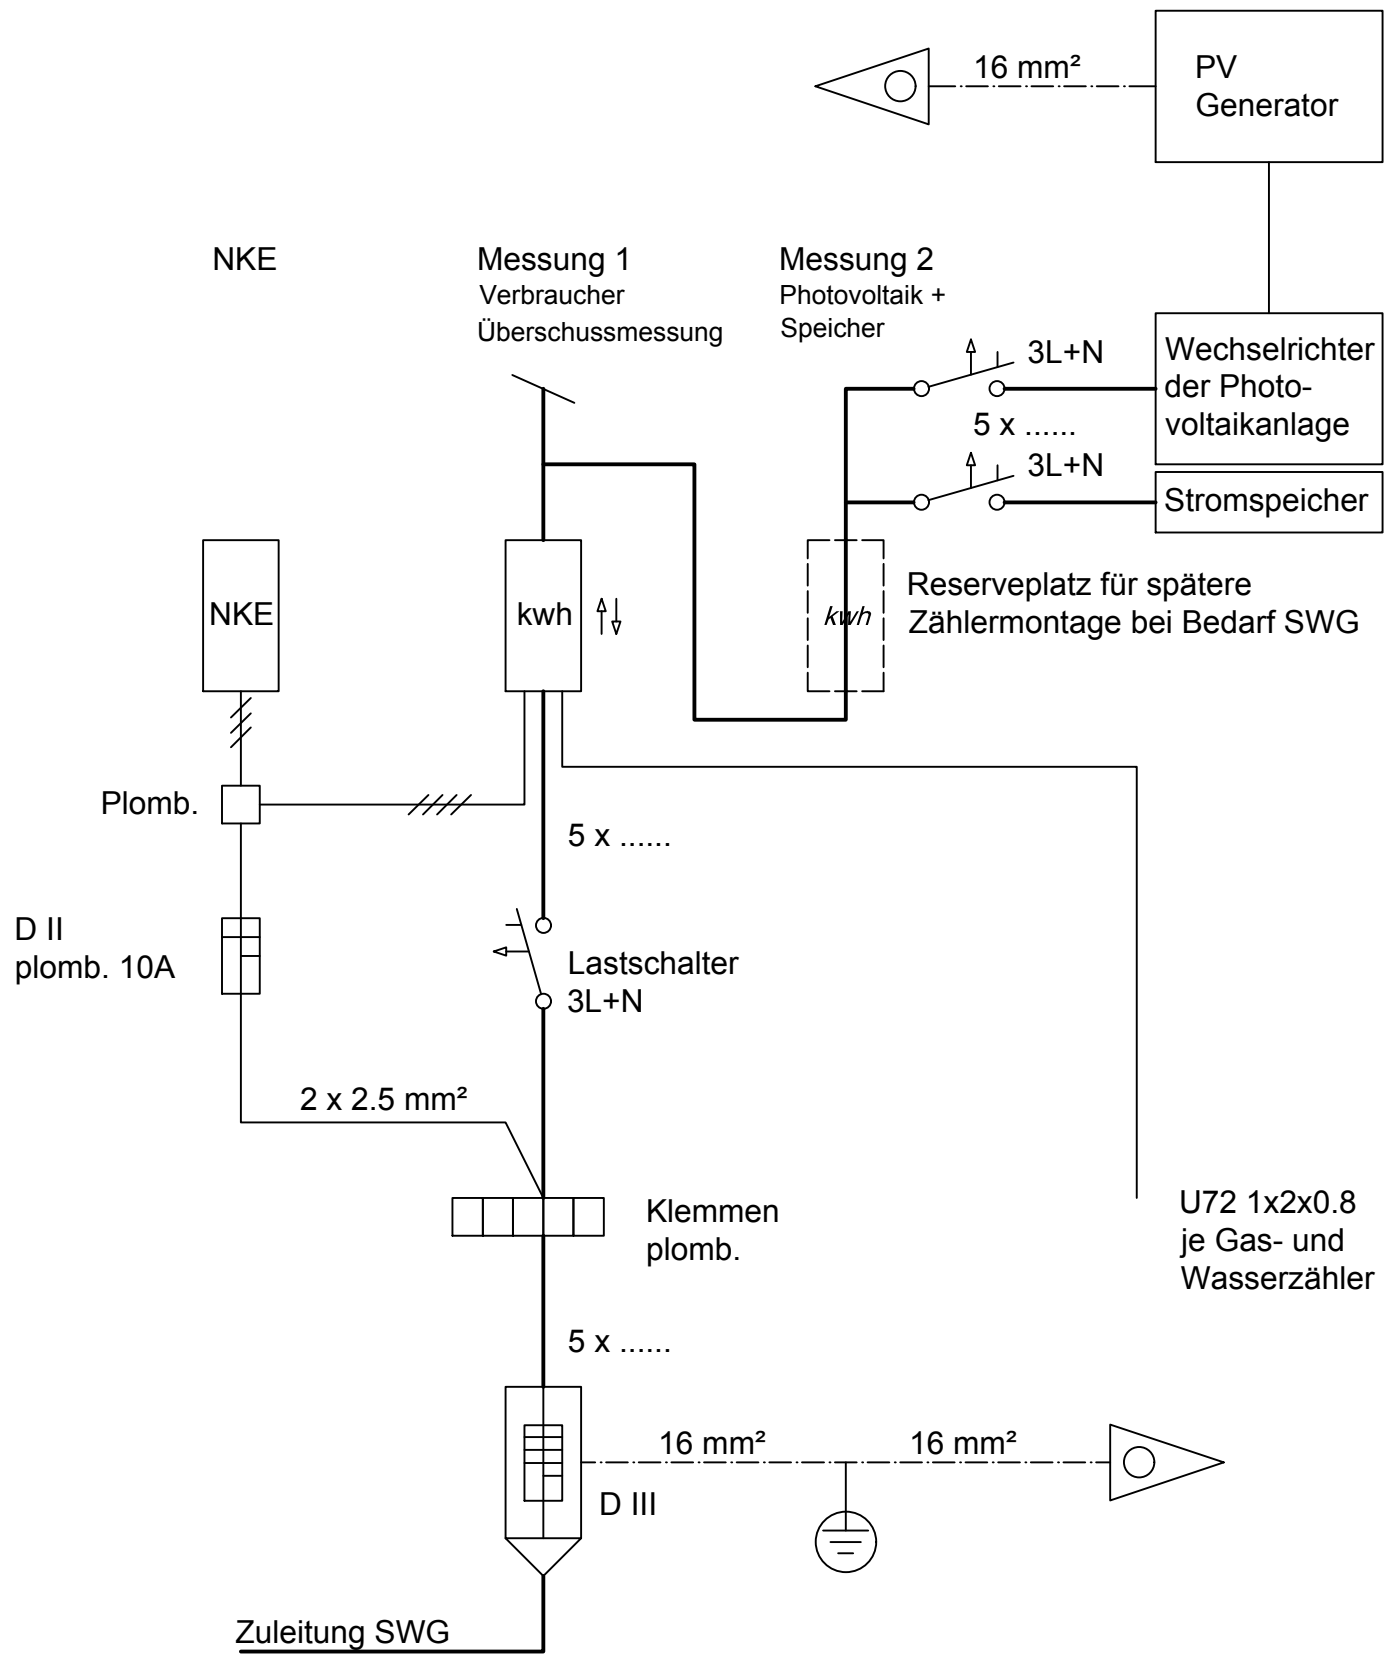 16 mm²
PV
Generator
NKE
Messung 1
Verbraucher
Überschussmessung
Messung 2
Photovoltaik +
Speicher
3L+N
Wechselrichter
der Photo-
voltaikanlage
5 x ......
3L+N
Stromspeicher
NKE
kwh
kwh
Reserveplatz für spätere
Zählermontage bei Bedarf SWG
Plomb.
5 x ......
D II
plomb. 10A
Lastschalter
3L+N
2 x 2.5 mm²
Klemmen
plomb.
U72 1x2x0.8
je Gas- und
Wasserzähler
5 x ......
16 mm²
16 mm²
D III
Zuleitung SWG